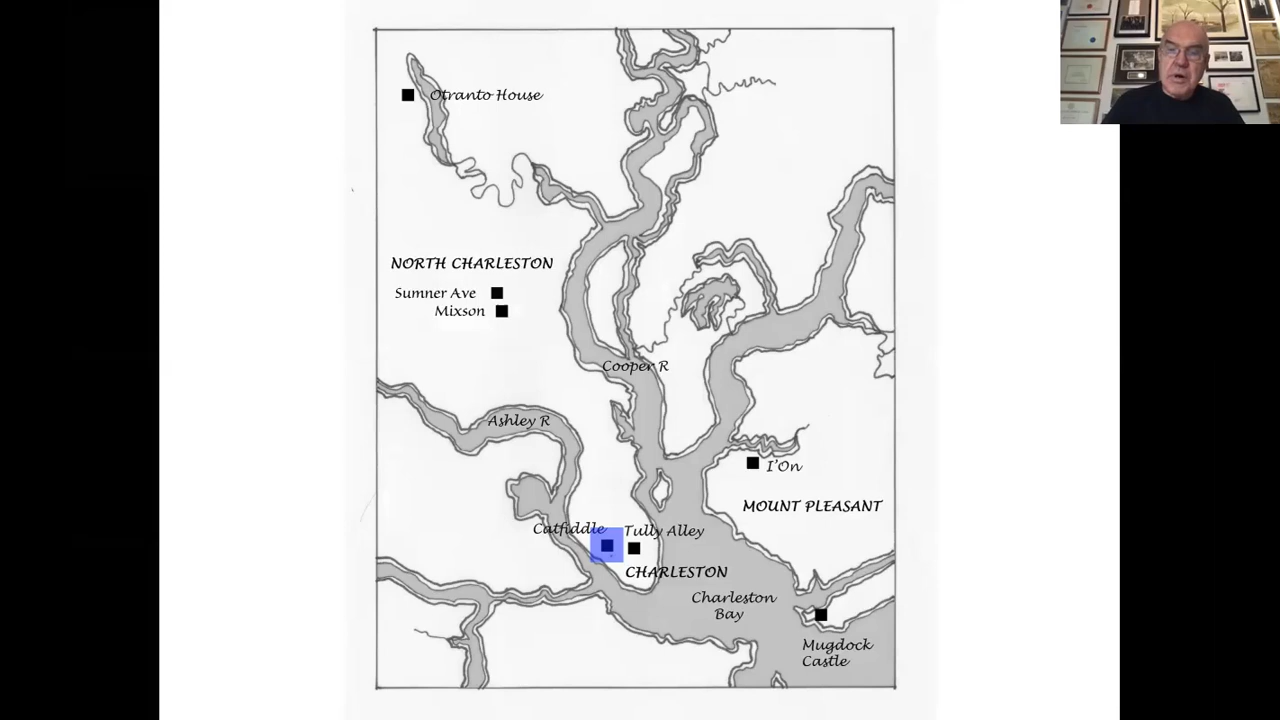 Otranto House
NORTH CHARLESTON
Sumner Ave
Mixson
Cooper R
Ashley R
I'On
MOUNT PLEASANT
Catfiddle
Tully Alley
CHARLESTON
Charleston
Bay
Mugdock
Castle